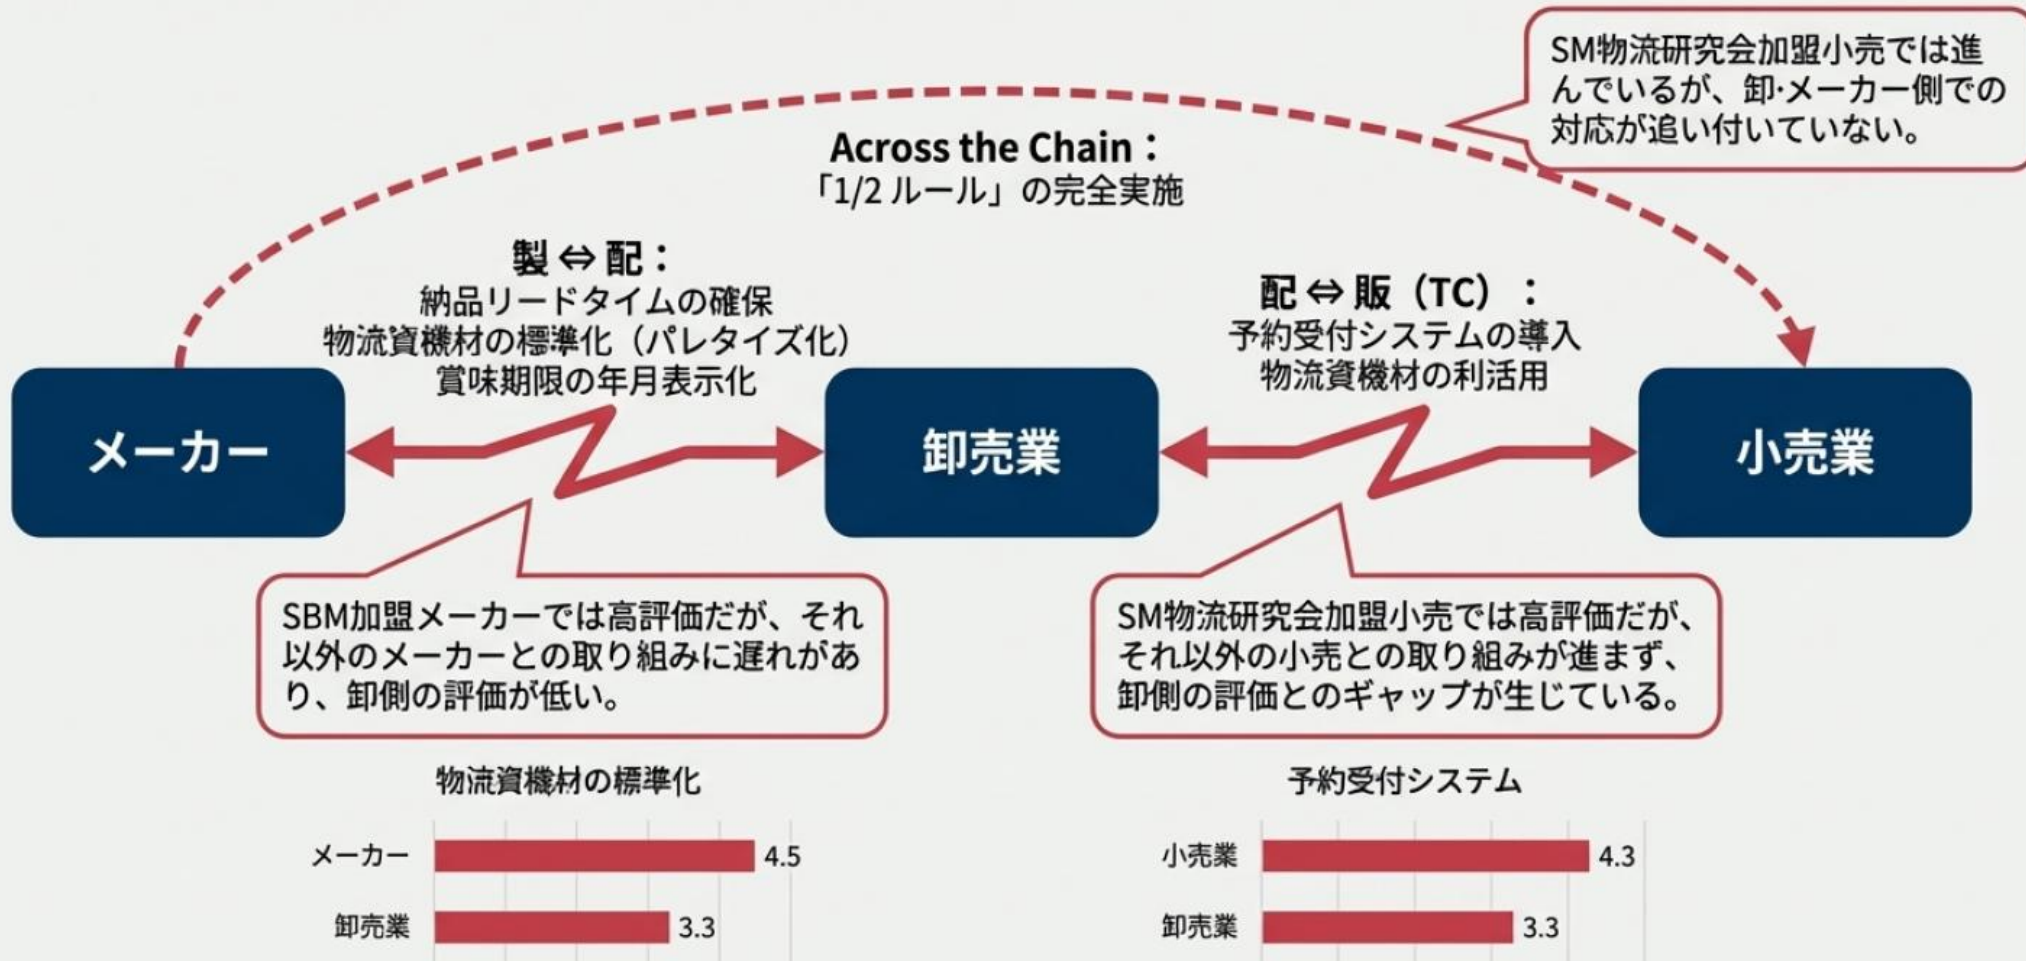 SM物流研究会加盟小売では進
んでいるが、卸·メーカー側での
対応が追い付いていない。
Across the Chain：
「1/2 ルール」の完全実施
製 ⇔ 配：
納品リードタイムの確保
物流資機材の標準化（パレタイズ化）
賞味期限の年月表示化
配 ⇔ 販（TC）：
予約受付システムの導入
物流資機材の利活用
メーカー
卸売業
小売業
SBM加盟メーカーでは高評価だが、それ
以外のメーカーとの取り組みに遅れがあ
り、卸側の評価が低い。
SM物流研究会加盟小売では高評価だが、
それ以外の小売との取り組みが進まず、
卸側の評価とのギャップが生じている。
物流資機材の標準化
メーカー 4.5
卸売業 3.3
予約受付システム
小売業 4.3
卸売業 3.3